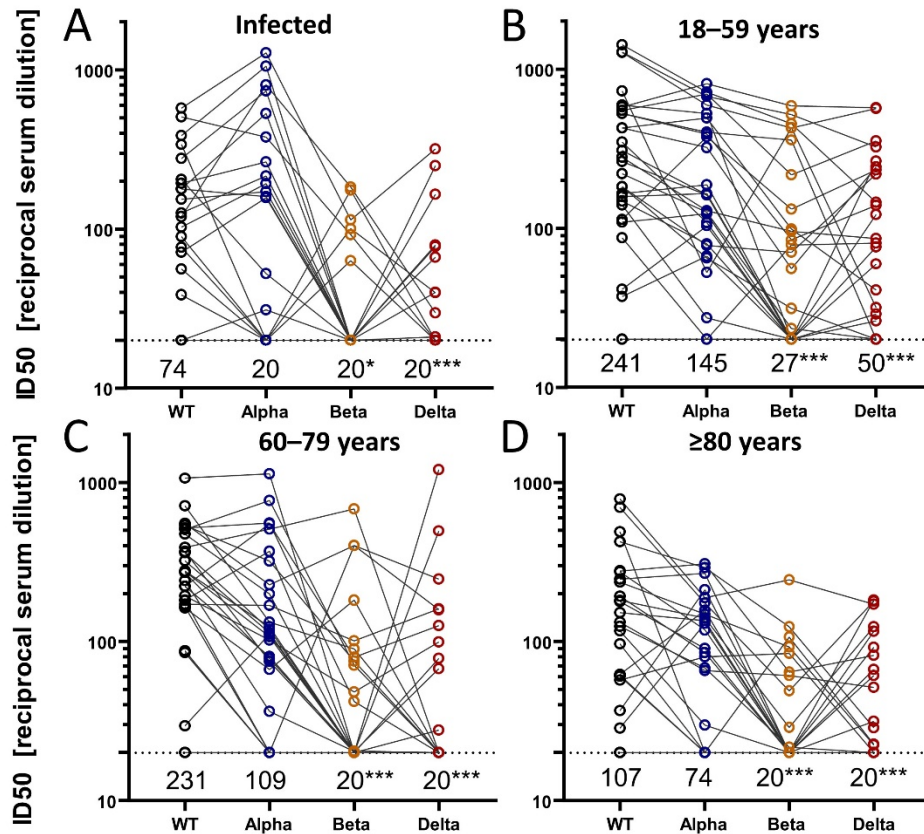 A
Infected
B
18–59 years
ID50 [reciprocal serum dilution]
1000
100
10
74 20 20* 20***
WT Alpha Beta Delta
1000
100
10
241 145 27*** 50***
WT Alpha Beta Delta
C
60–79 years
D
≥80 years
ID50 [reciprocal serum dilution]
1000
100
10
231 109 20*** 20***
WT Alpha Beta Delta
1000
100
10
107 74 20*** 20***
WT Alpha Beta Delta